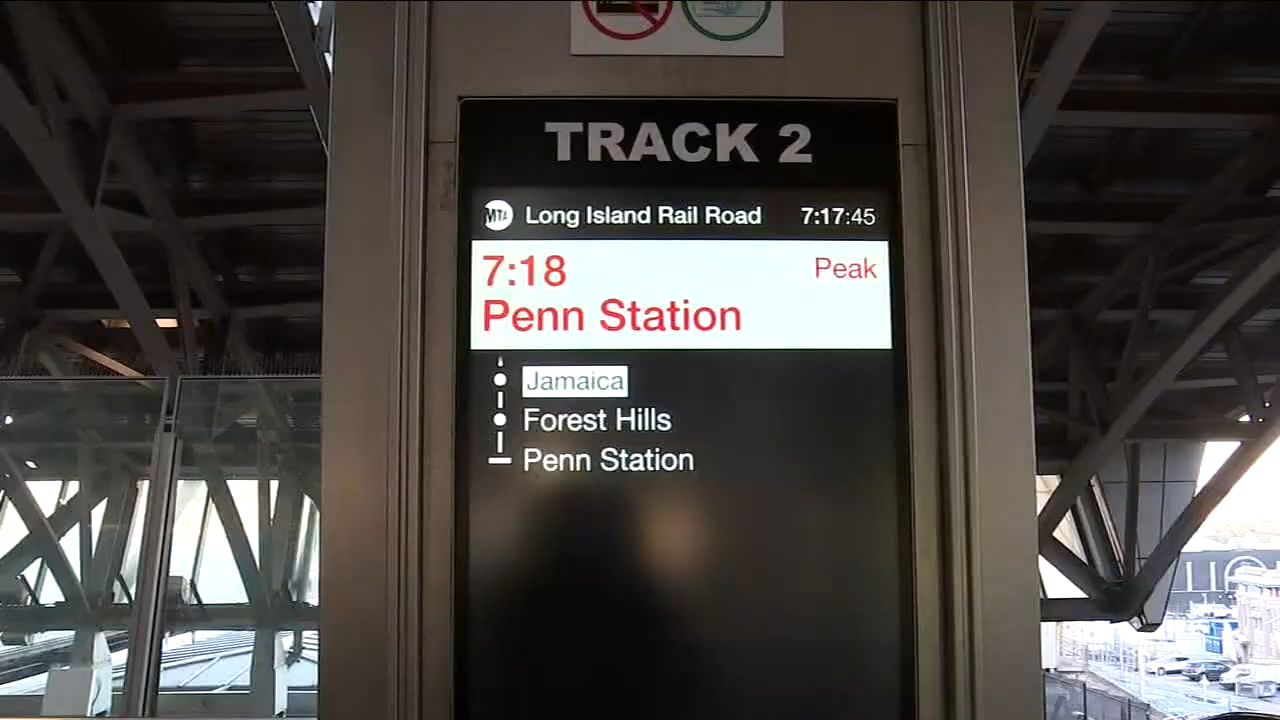 TRACK 2
MTA Long Island Rail Road 7:17:45
7:18 Peak
Penn Station
Jamaica
Forest Hills
Penn Station